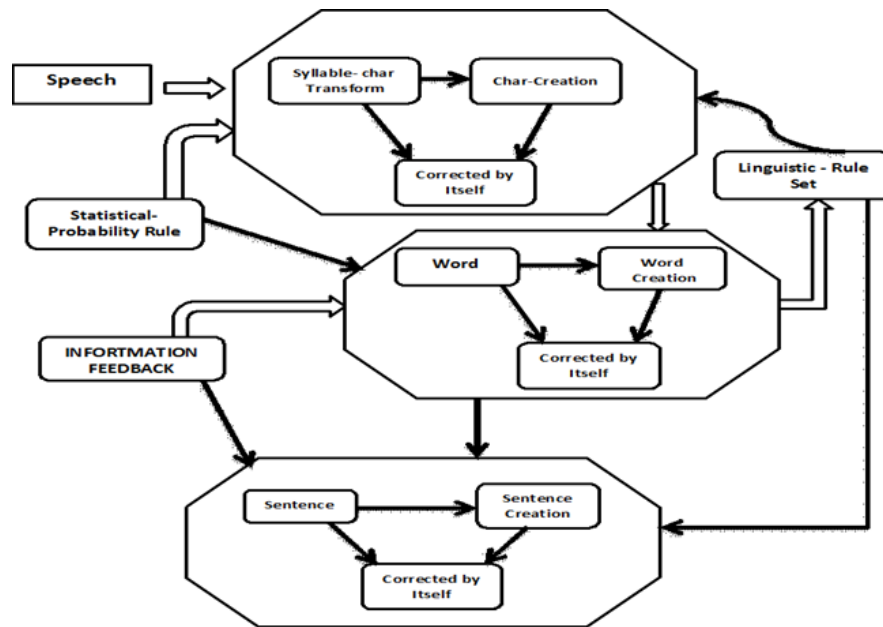 Speech
Syllable- char
Transform
Char-Creation
Corrected by
Itself
Linguistic - Rule
Set
Statistical-
Probability Rule
Word
Word
Creation
Corrected by
Itself
INFORTMATION
FEEDBACK
Sentence
Sentence
Creation
Corrected by
Itself